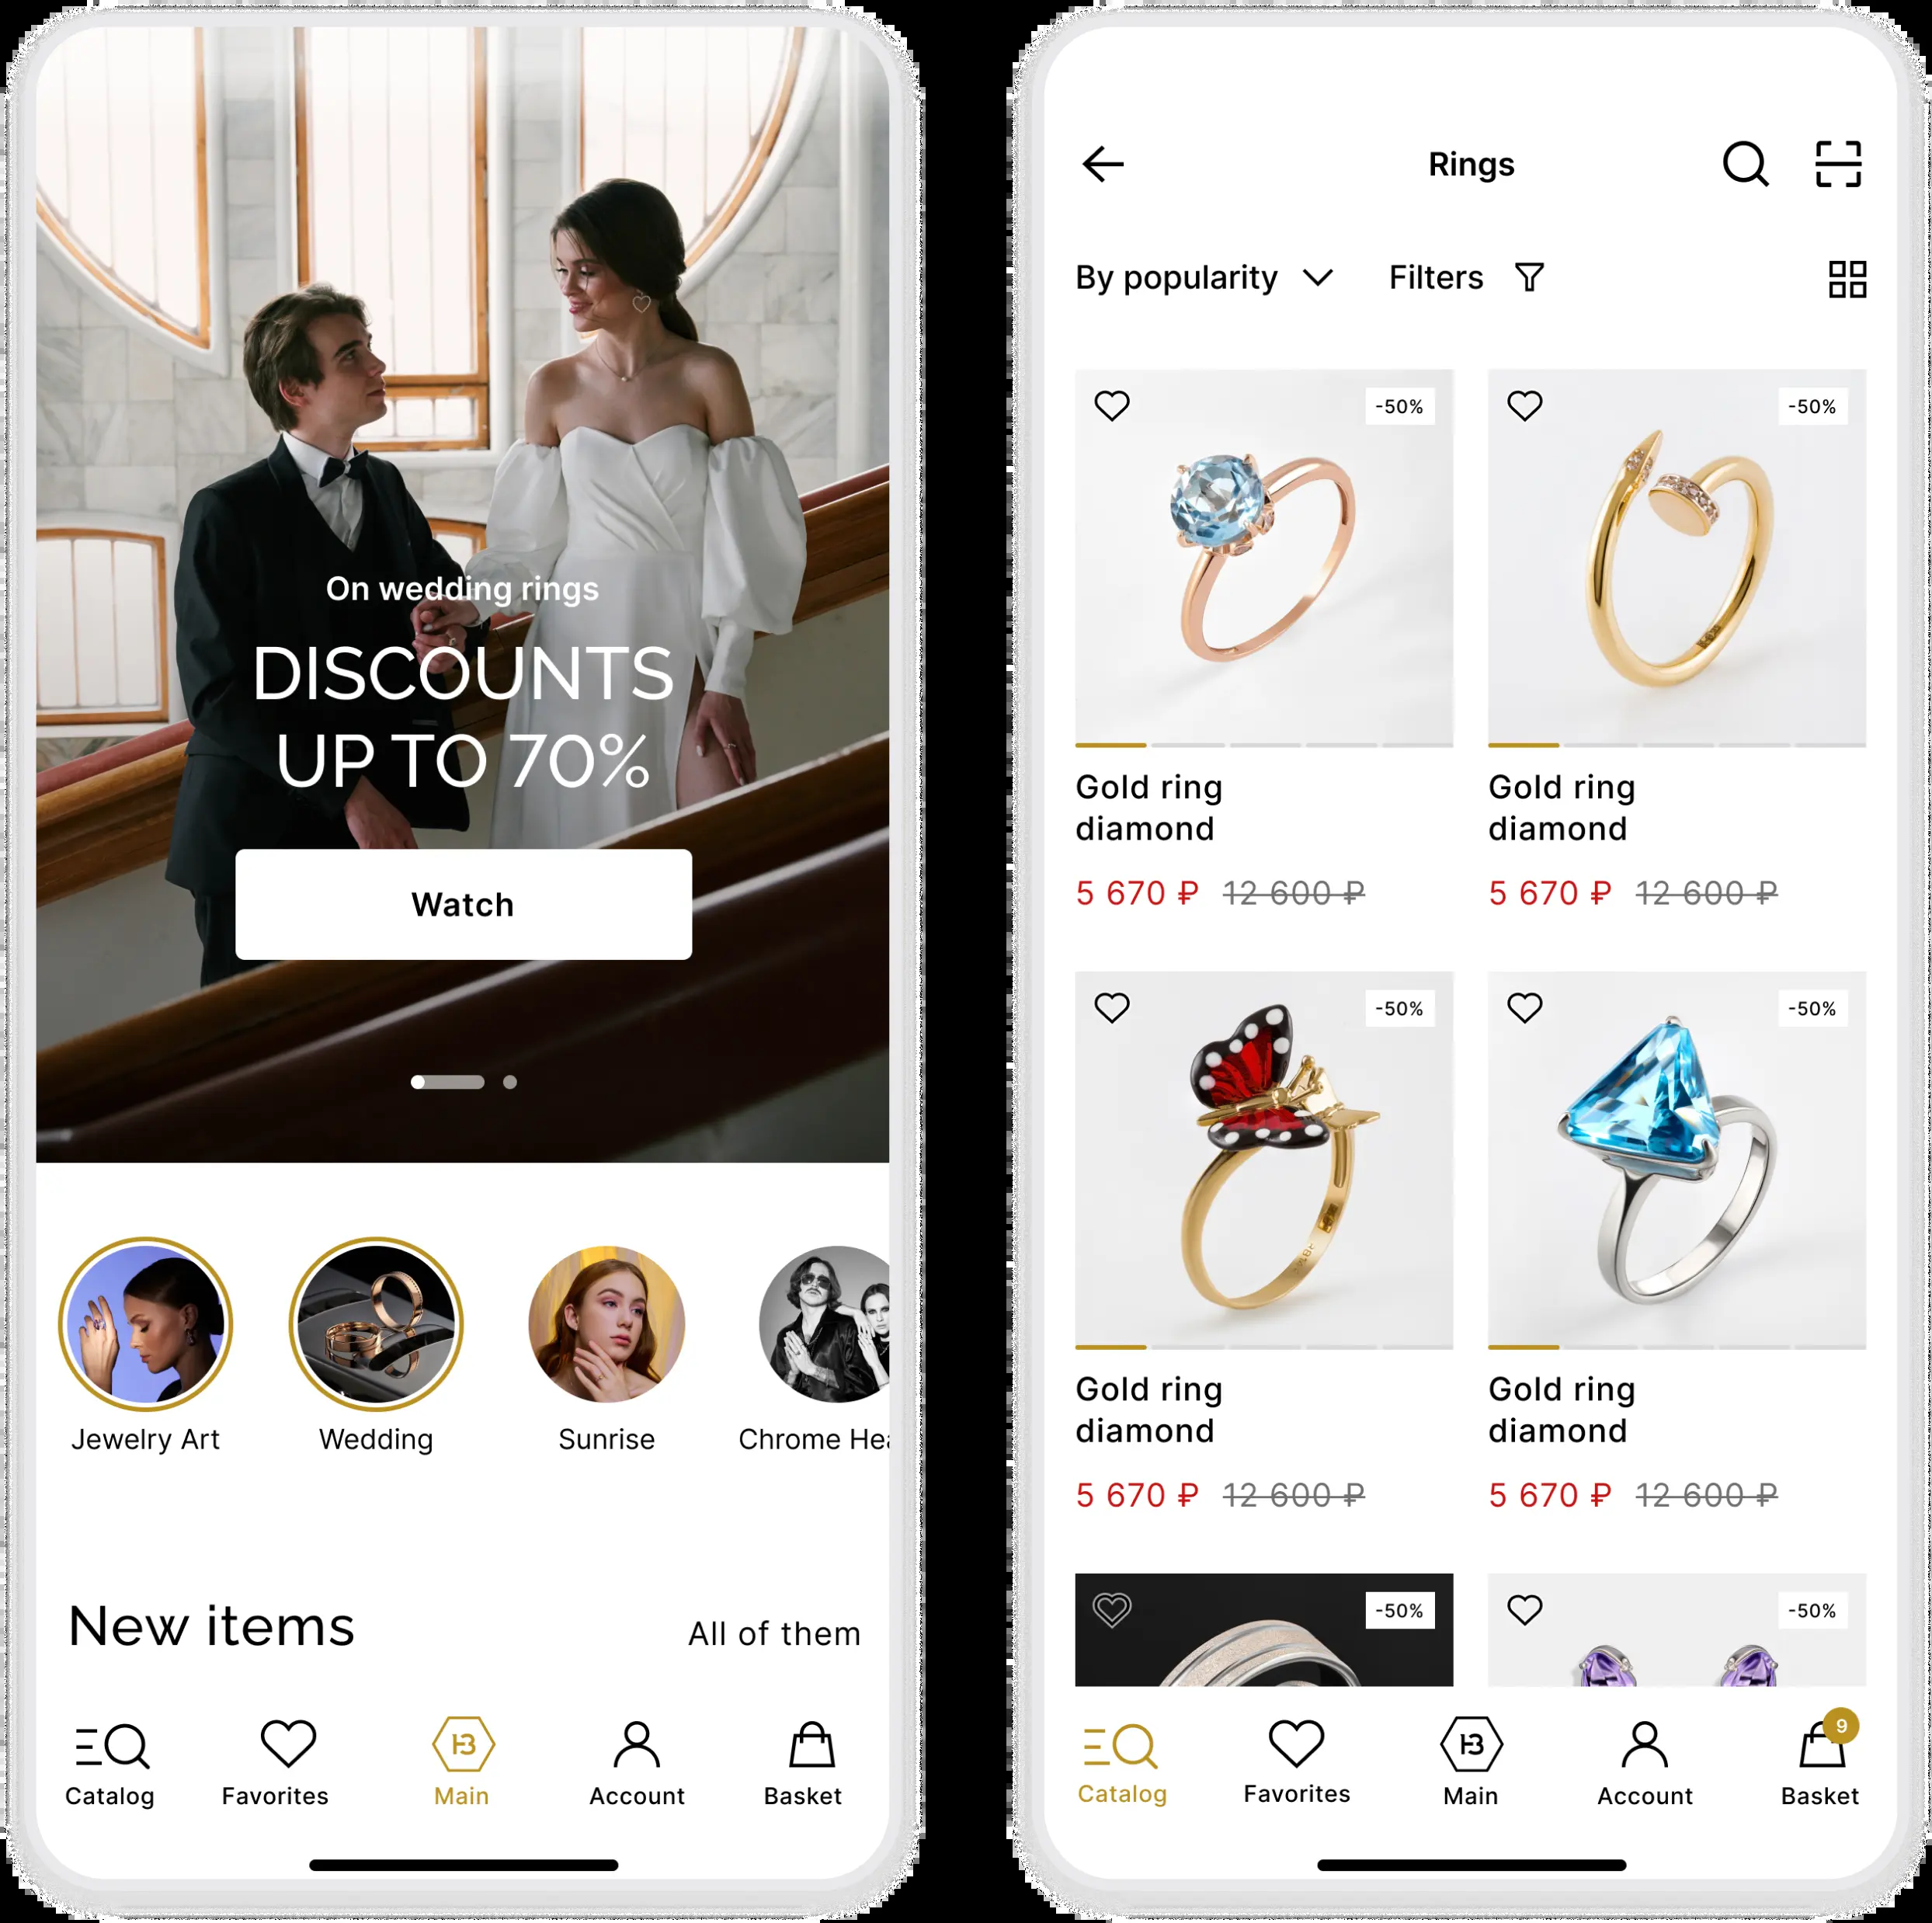 On wedding rings
DISCOUNTS
UP TO 70%
Watch
Jewelry Art
Wedding
Sunrise
Chrome Hea
New items
All of them
Catalog
Favorites
Main
Account
Basket
Rings
By popularity
Filters
-50%
-50%
Gold ring
diamond
5 670 ₽ 12 600 ₽
Gold ring
diamond
5 670 ₽ 12 600 ₽
-50%
-50%
Gold ring
diamond
5 670 ₽ 12 600 ₽
Gold ring
diamond
5 670 ₽ 12 600 ₽
-50%
-50%
Catalog
Favorites
Main
Account
9
Basket